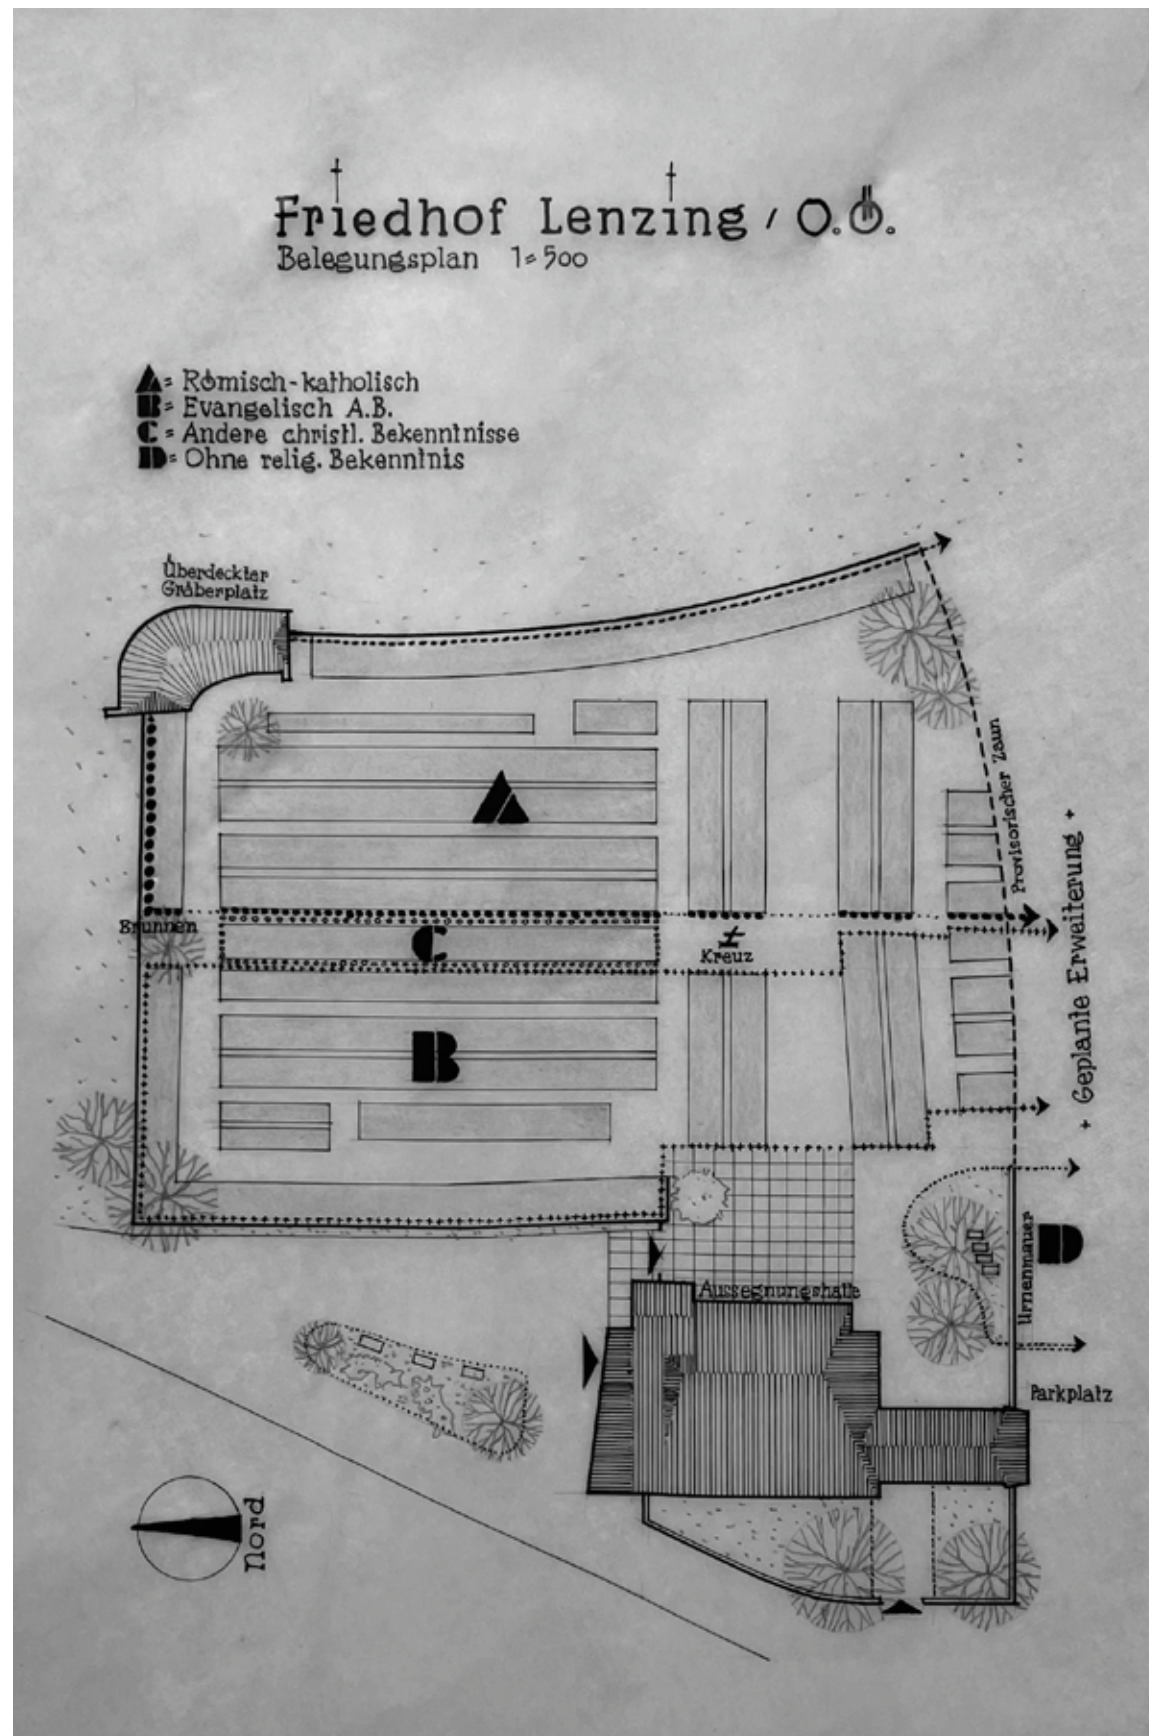 Friedhof Lenzing / O.Ö.
Belegungsplan 1=500
A= Römisch-katholisch
B= Evangelisch A.B.
C= Andere christl. Bekenntnisse
D= Ohne relig. Bekenntnis
Überdeckter
Gräberplatz
Provisorischer Zaun
+ Geplante Erweiterung +
A
Brunnen
C
Kreuz
B
Urnenmauer
D
Aussegnungshalle
Parkplatz
Nord